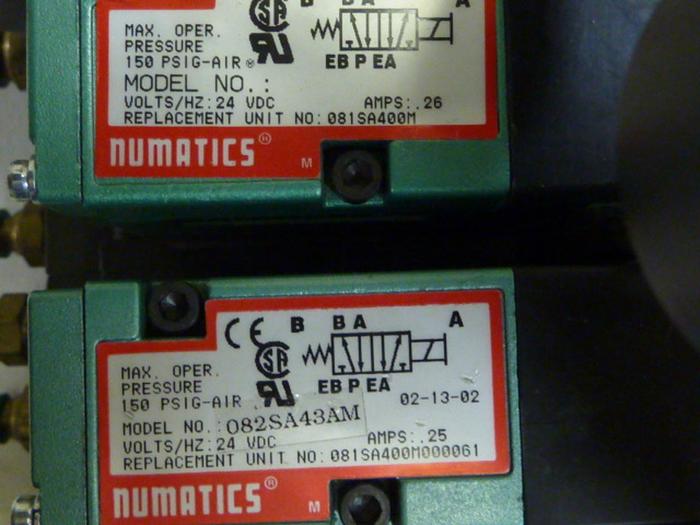 B B A A
MAX. OPER.
PRESSURE
150 PSIG-AIR ®
EB P EA
MODEL NO.:
VOLTS/HZ: 24 VDC AMPS: .26
REPLACEMENT UNIT NO: 081SA400M
NUMATICS®
M
CE B B A A
SA
MAX. OPER.
PRESSURE
150 PSIG-AIR
EB P EA
02-13-02
MODEL NO.: 082SA43AM
VOLTS/HZ: 24 VDC AMPS: .25
REPLACEMENT UNIT NO: 081SA400M000061
NUMATICS®
M